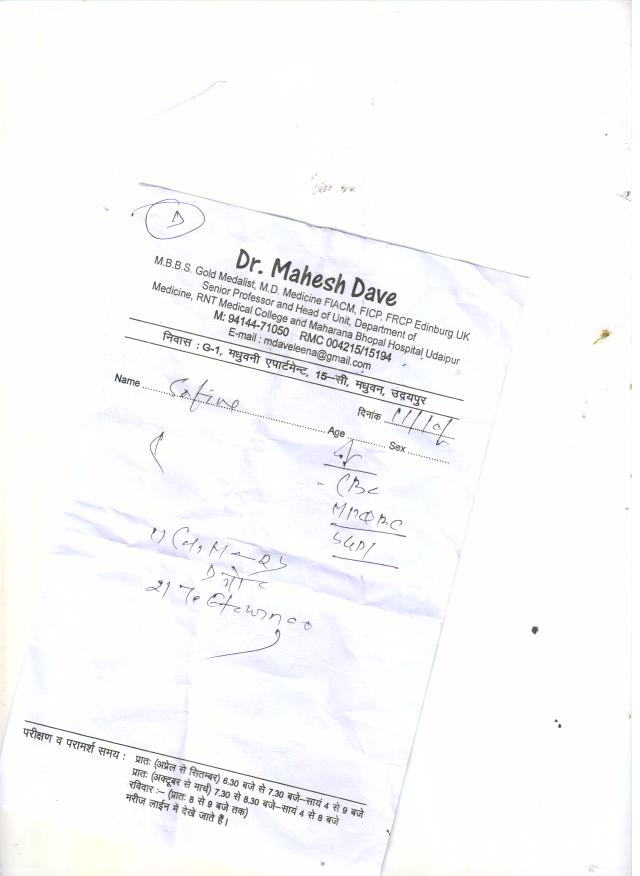 D
Dr. Mahesh Dave
M.B.B.S. Gold Medalist, M.D. Medicine FIACM, FICP, FRCP Edinburg UK
Senior Professor and Head of Unit, Department of
Medicine, RNT Medical College and Maharana Bhopal Hospital Udaipur
M: 94144-71050 RMC 004215/15194
E-mail : mdaveleena@gmail.com
निवास : G-1, मधुवनी एपार्टमेन्ट, 15–सी, मधुवन, उद्रयपुर
Name
दिनांक
Age Sex
CBC
परीक्षण व परामर्श समय : प्रातः (अप्रेल से सितम्बर) 6.30 बजे से 7.30 बजे–सायं 4 से 9 बजे
प्रातः (अक्टूबर से मार्च) 7.30 से 8.30 बजे–सायं 4 से 8 बजे
रविवार :– (प्रातः 8 से 9 बजे तक)
मरीज लाईन में देखे जाते हैं।